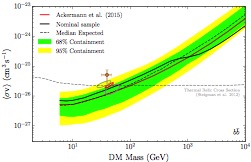 Ackermann et al. (2015)
Nominal sample
Median Expected
68% Containment
95% Containment
Thermal Relic Cross Section
(Steigman et al. 2012)
bb̄
⟨σv⟩ (cm³ s⁻¹)
10⁻²³
10⁻²⁴
10⁻²⁵
10⁻²⁶
10⁻²⁷
10¹ 10² 10³ 10⁴
DM Mass (GeV)